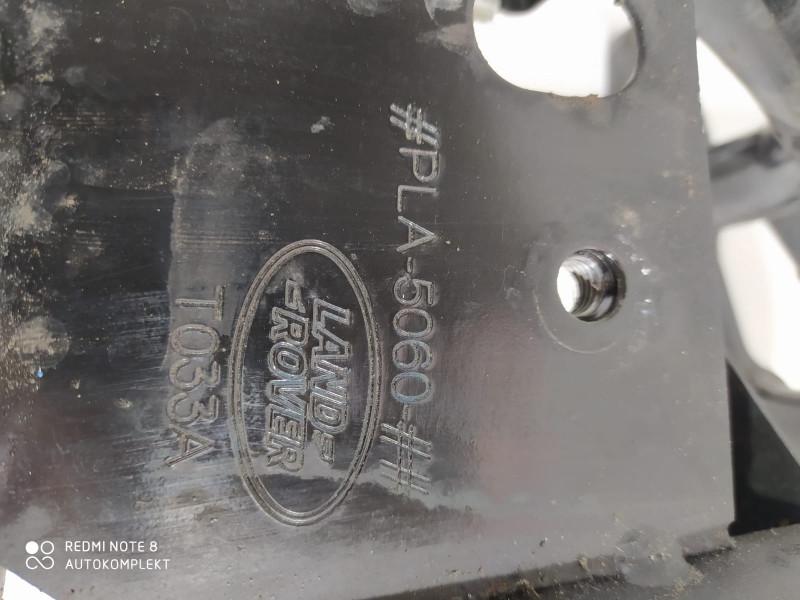 #PLA-5060-##
LAND
ROVER
T033A
REDMI NOTE 8
AUTOKOMPLEKT